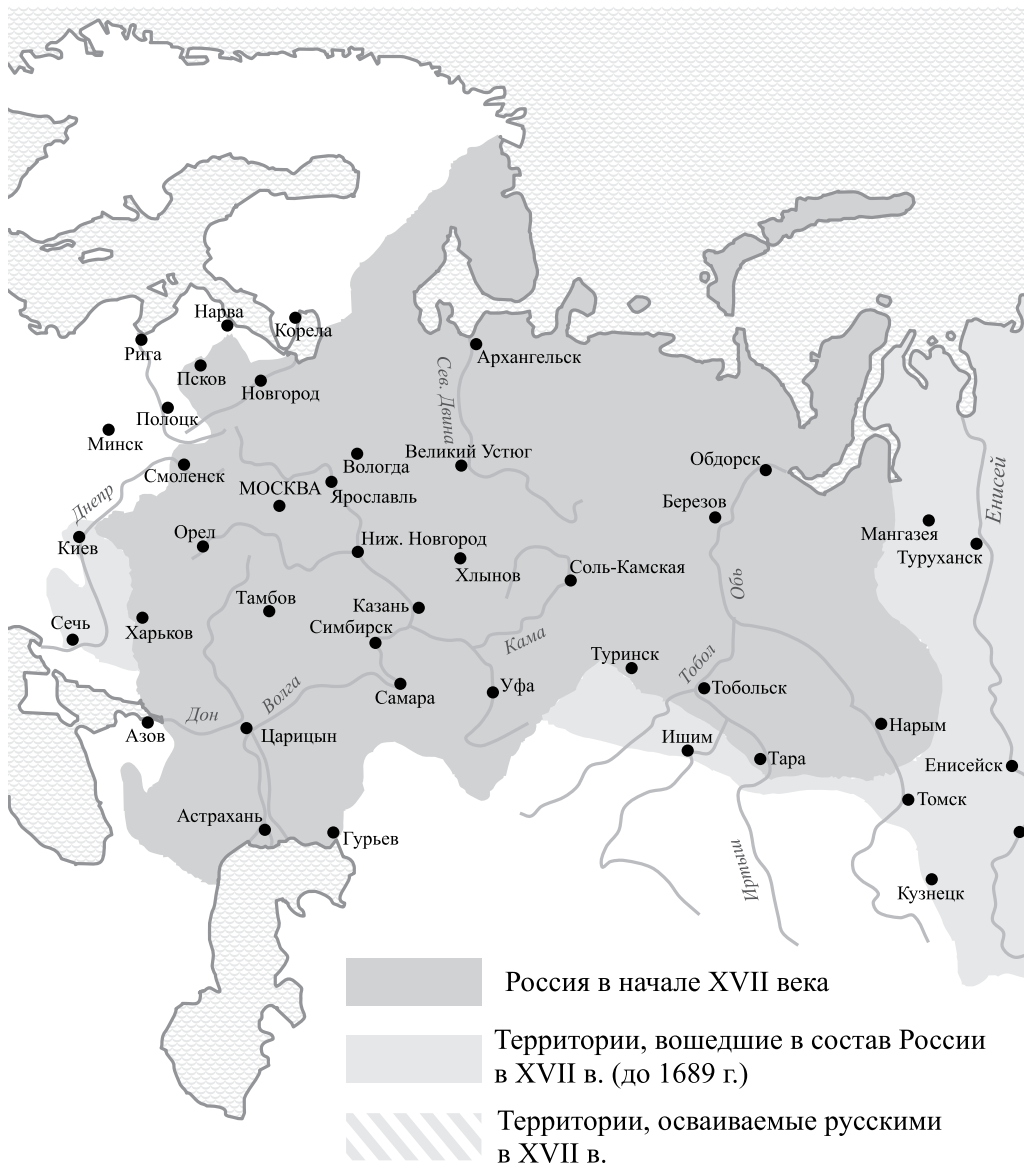 Нарва
Корела
Рига
Псков
Новгород
Архангельск
Сев. Двина
Полоцк
Минск
Смоленск
Вологда
Великий Устюг
Обдорск
МОСКВА
Ярославль
Днепр
Березов
Енисей
Киев
Орел
Ниж. Новгород
Хлынов
Соль-Камская
Мангазея
Туруханск
Обь
Сечь
Харьков
Тамбов
Казань
Симбирск
Кама
Туринск
Тобол
Волга
Самара
Уфа
Тобольск
Дон
Азов
Царицын
Ишим
Тара
Нарым
Енисейск
Томск
Астрахань
Гурьев
Иртыш
Кузнецк
Россия в начале XVII века
Территории, вошедшие в состав России
в XVII в. (до 1689 г.)
Территории, осваиваемые русскими
в XVII в.